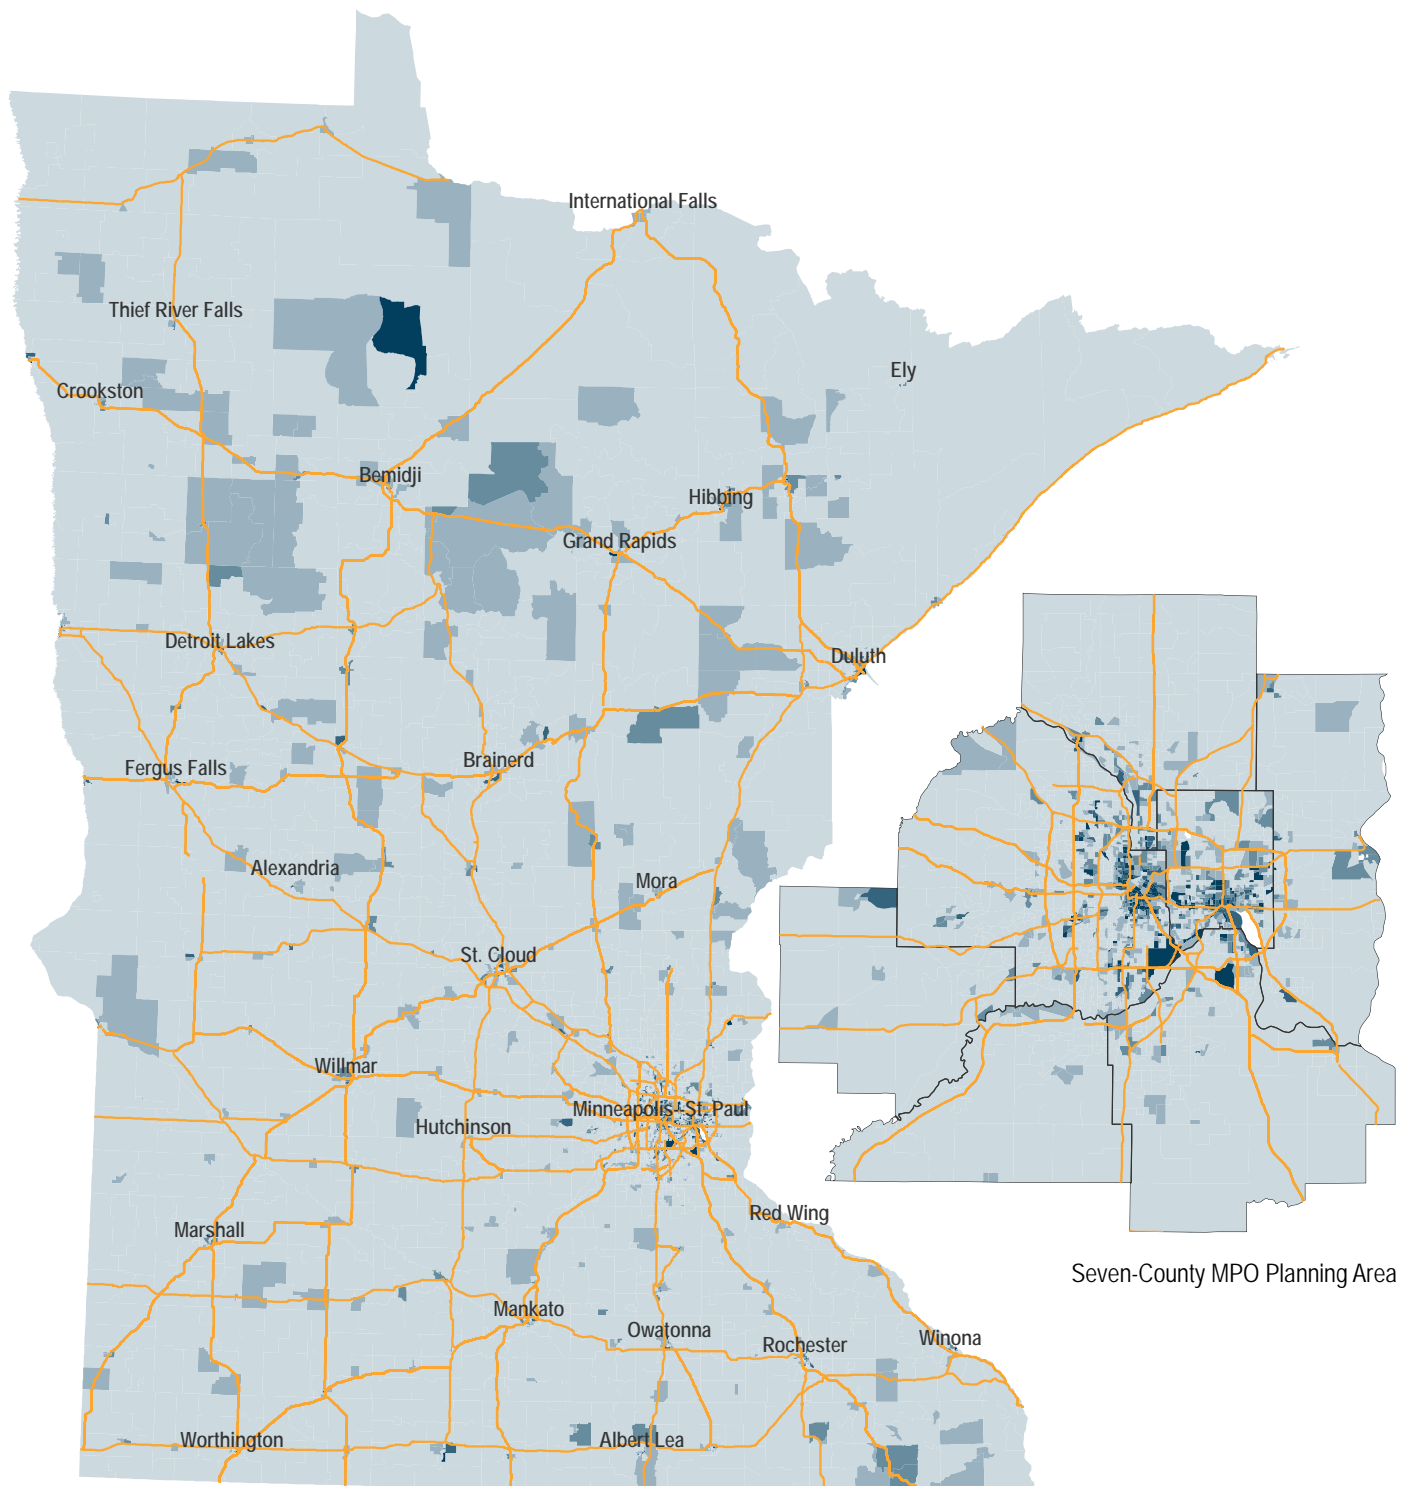 International Falls
Thief River Falls
Ely
Crookston
Bemidji
Hibbing
Grand Rapids
Detroit Lakes
Duluth
Brainerd
Fergus Falls
Alexandria
Mora
St. Cloud
Willmar
Minneapolis--St. Paul
Hutchinson
Red Wing
Marshall
Seven-County MPO Planning Area
Mankato
Owatonna
Rochester
Winona
Worthington
Albert Lea